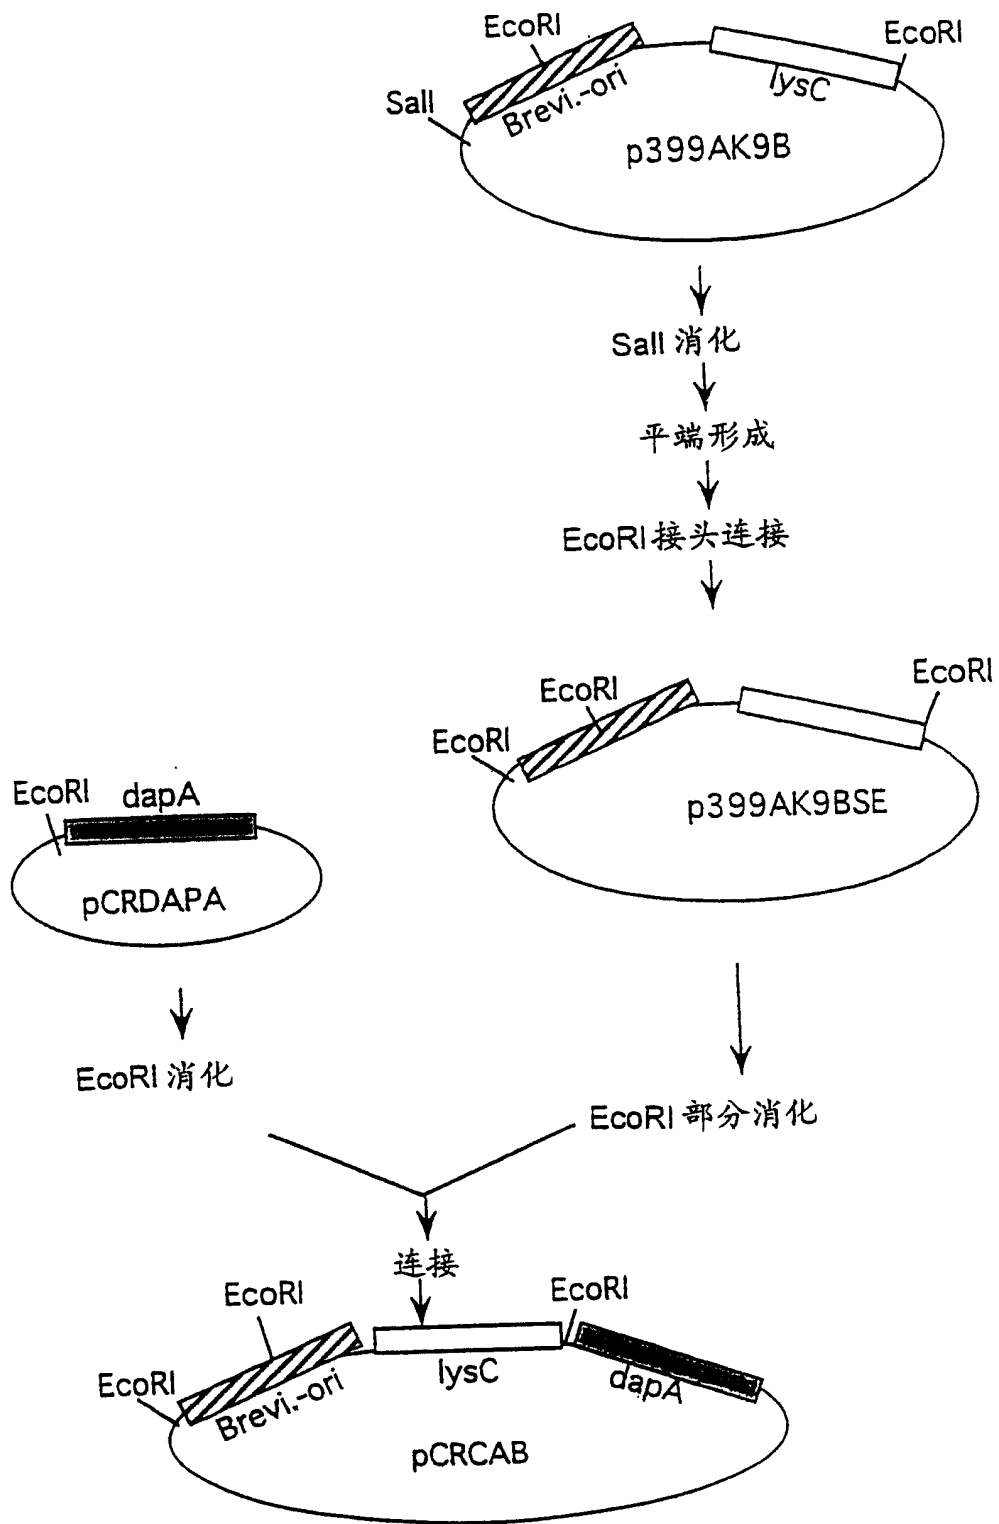 EcoRI
EcoRI
SalI
Brevi.-ori
lysC
p399AK9B
SalI 消化
平端形成
EcoRI 接头连接
EcoRI
EcoRI
EcoRI
p399AK9BSE
EcoRI
dapA
pCRDAPA
EcoRI 消化
EcoRI 部分消化
连接
EcoRI
EcoRI
EcoRI
Brevi.-ori
lysC
dapA
pCRCAB